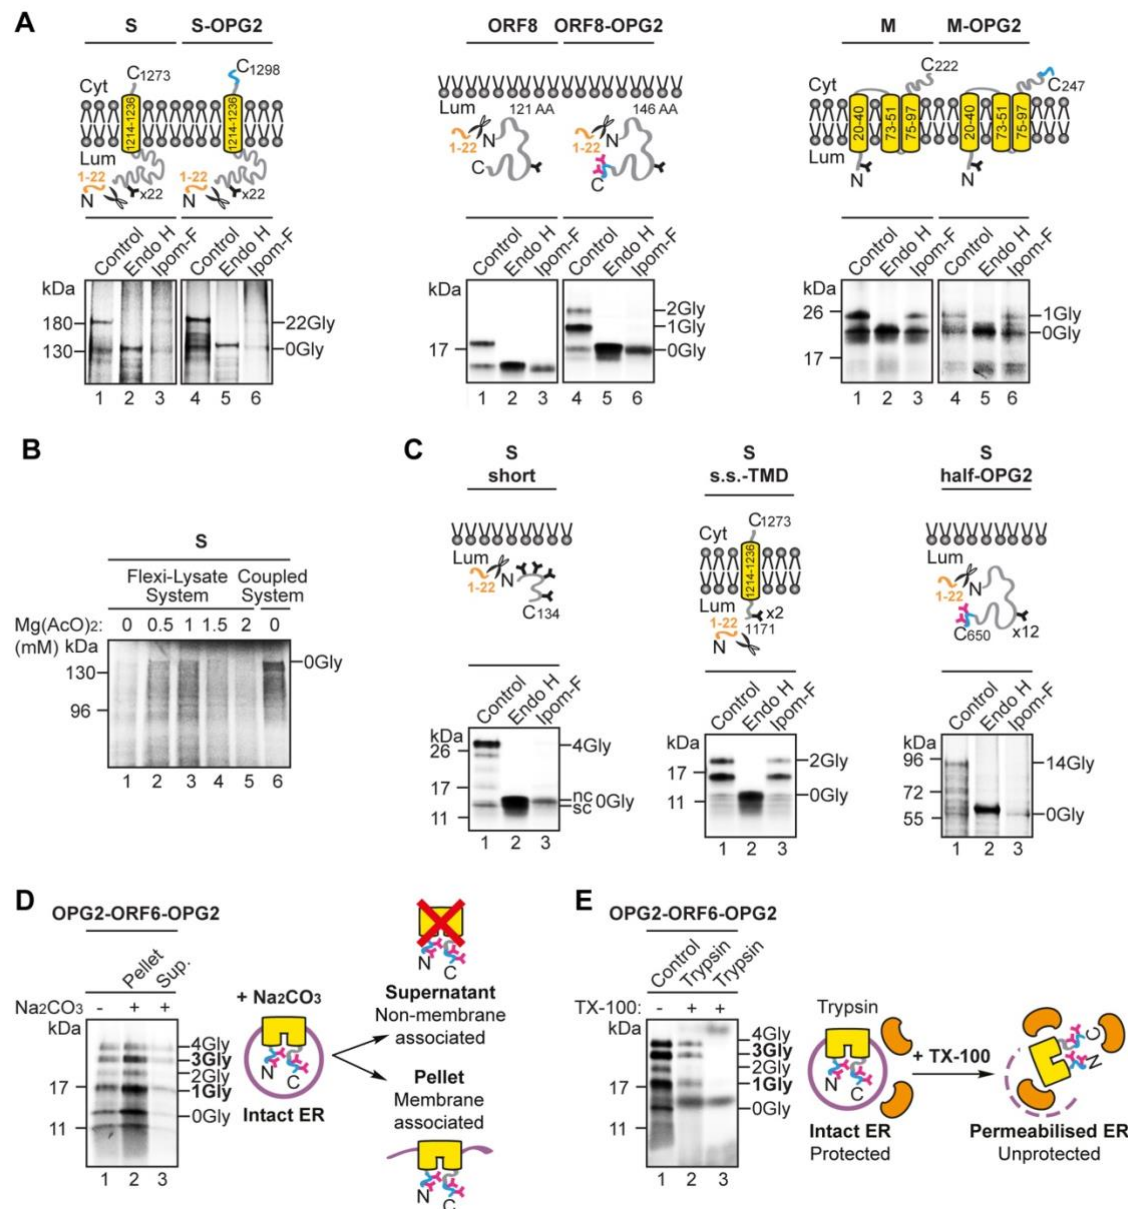 A
S S-OPG2
C1273
C1298
Cyt
1214-1236
1214-1236
Lum
1-22
1-22
N
x22
N
x22
Control
Endo H
Ipom-F
Control
Endo H
Ipom-F
kDa
180
130
22Gly
0Gly
1 2 3 4 5 6
ORF8 ORF8-OPG2
Lum
121 AA
146 AA
N
1-22
C
N
1-22
C
Control
Endo H
Ipom-F
Control
Endo H
Ipom-F
kDa
17
2Gly
1Gly
0Gly
1 2 3 4 5 6
M M-OPG2
C222
C247
Cyt
20-40
73-51
75-97
20-40
73-51
75-97
Lum
N
N
Control
Endo H
Ipom-F
Control
Endo H
Ipom-F
kDa
26
17
1Gly
0Gly
1 2 3 4 5 6
B
S
Flexi-Lysate System
Coupled System
Mg(AcO)2: 0 0.5 1 1.5 2 0
(mM) kDa
130
96
0Gly
1 2 3 4 5 6
C
S
short
Lum
1-22
N
C134
Control
Endo H
Ipom-F
kDa
26
17
11
4Gly
nc
sc
0Gly
1 2 3
S
s.s.-TMD
C1273
Cyt
1214-1236
Lum
x2
1-22
1171
N
Control
Endo H
Ipom-F
kDa
17
11
2Gly
0Gly
1 2 3
S
half-OPG2
Lum
N
1-22
C650
x12
Control
Endo H
Ipom-F
kDa
96
72
55
14Gly
0Gly
1 2 3
D
OPG2-ORF6-OPG2
Pellet
Sup.
Na2CO3 - + +
kDa
17
11
4Gly
3Gly
2Gly
1Gly
0Gly
1 2 3
+ Na2CO3
N
C
Intact ER
N
C
Supernatant
Non-membrane
associated
Pellet
Membrane
associated
N
C
E
OPG2-ORF6-OPG2
Control
Trypsin
Trypsin
TX-100: - + +
kDa
17
11
4Gly
3Gly
2Gly
1Gly
0Gly
1 2 3
Trypsin
N
C
+ TX-100
C
N
Intact ER
Protected
Permeabilised ER
Unprotected